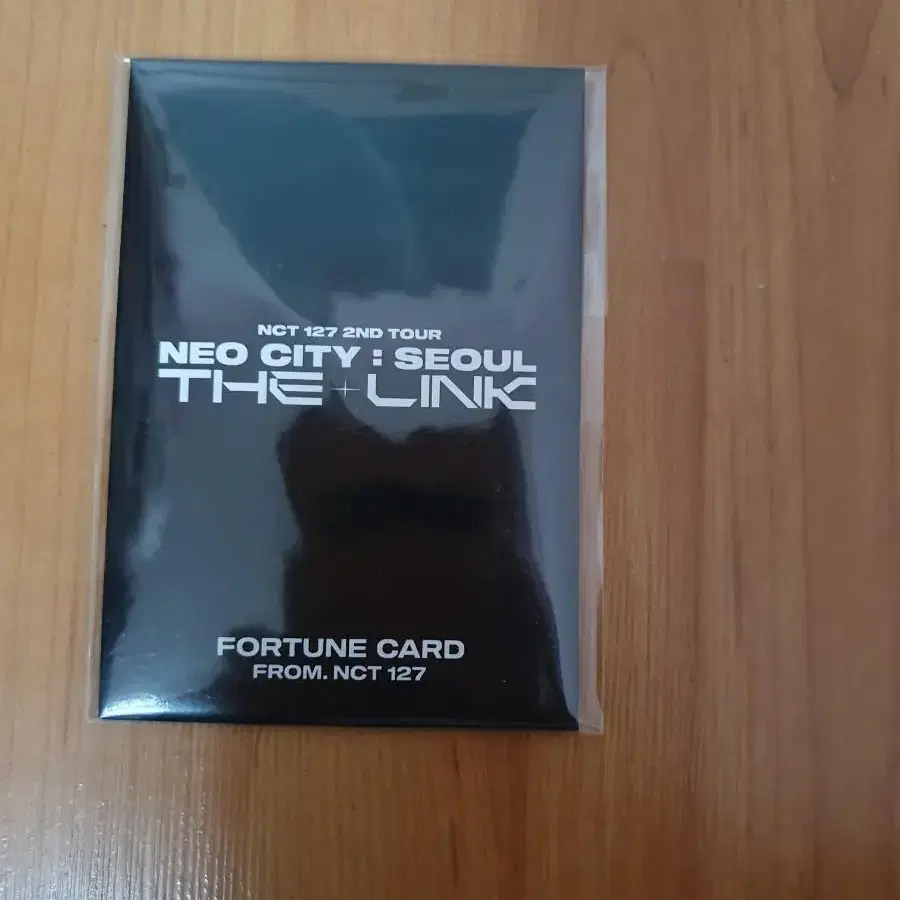 NCT 127 2ND TOUR
NEO CITY : SEOUL
THE LINK
FORTUNE CARD
FROM. NCT 127